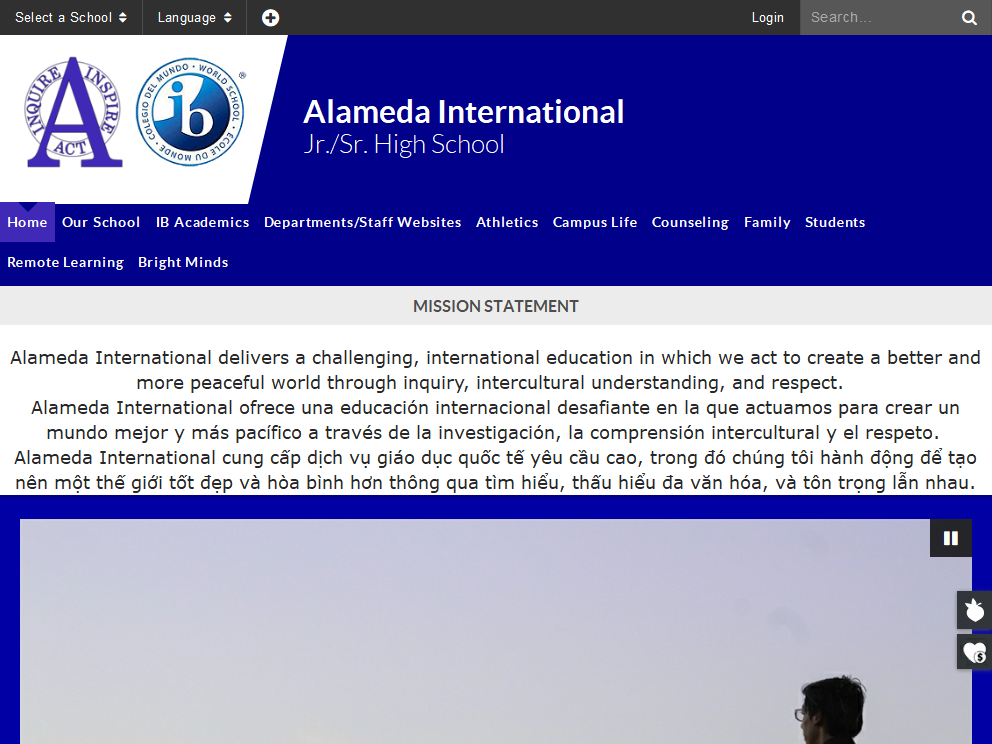 Select a School
Language
Login
Search...
INQUIRE INSPIRE ACT
ib
COLEGIO DEL MUNDO · WORLD SCHOOL · ÉCOLE DU MONDE ·
®
Alameda International
Jr./Sr. High School
Home Our School IB Academics Departments/Staff Websites Athletics Campus Life Counseling Family Students
Remote Learning Bright Minds
MISSION STATEMENT
Alameda International delivers a challenging, international education in which we act to create a better and
more peaceful world through inquiry, intercultural understanding, and respect.
Alameda International ofrece una educación internacional desafiante en la que actuamos para crear un
mundo mejor y más pacífico a través de la investigación, la comprensión intercultural y el respeto.
Alameda International cung cấp dịch vụ giáo dục quốc tế yêu cầu cao, trong đó chúng tôi hành động để tạo
nên một thế giới tốt đẹp và hòa bình hơn thông qua tìm hiểu, thấu hiểu đa văn hóa, và tôn trọng lẫn nhau.
$